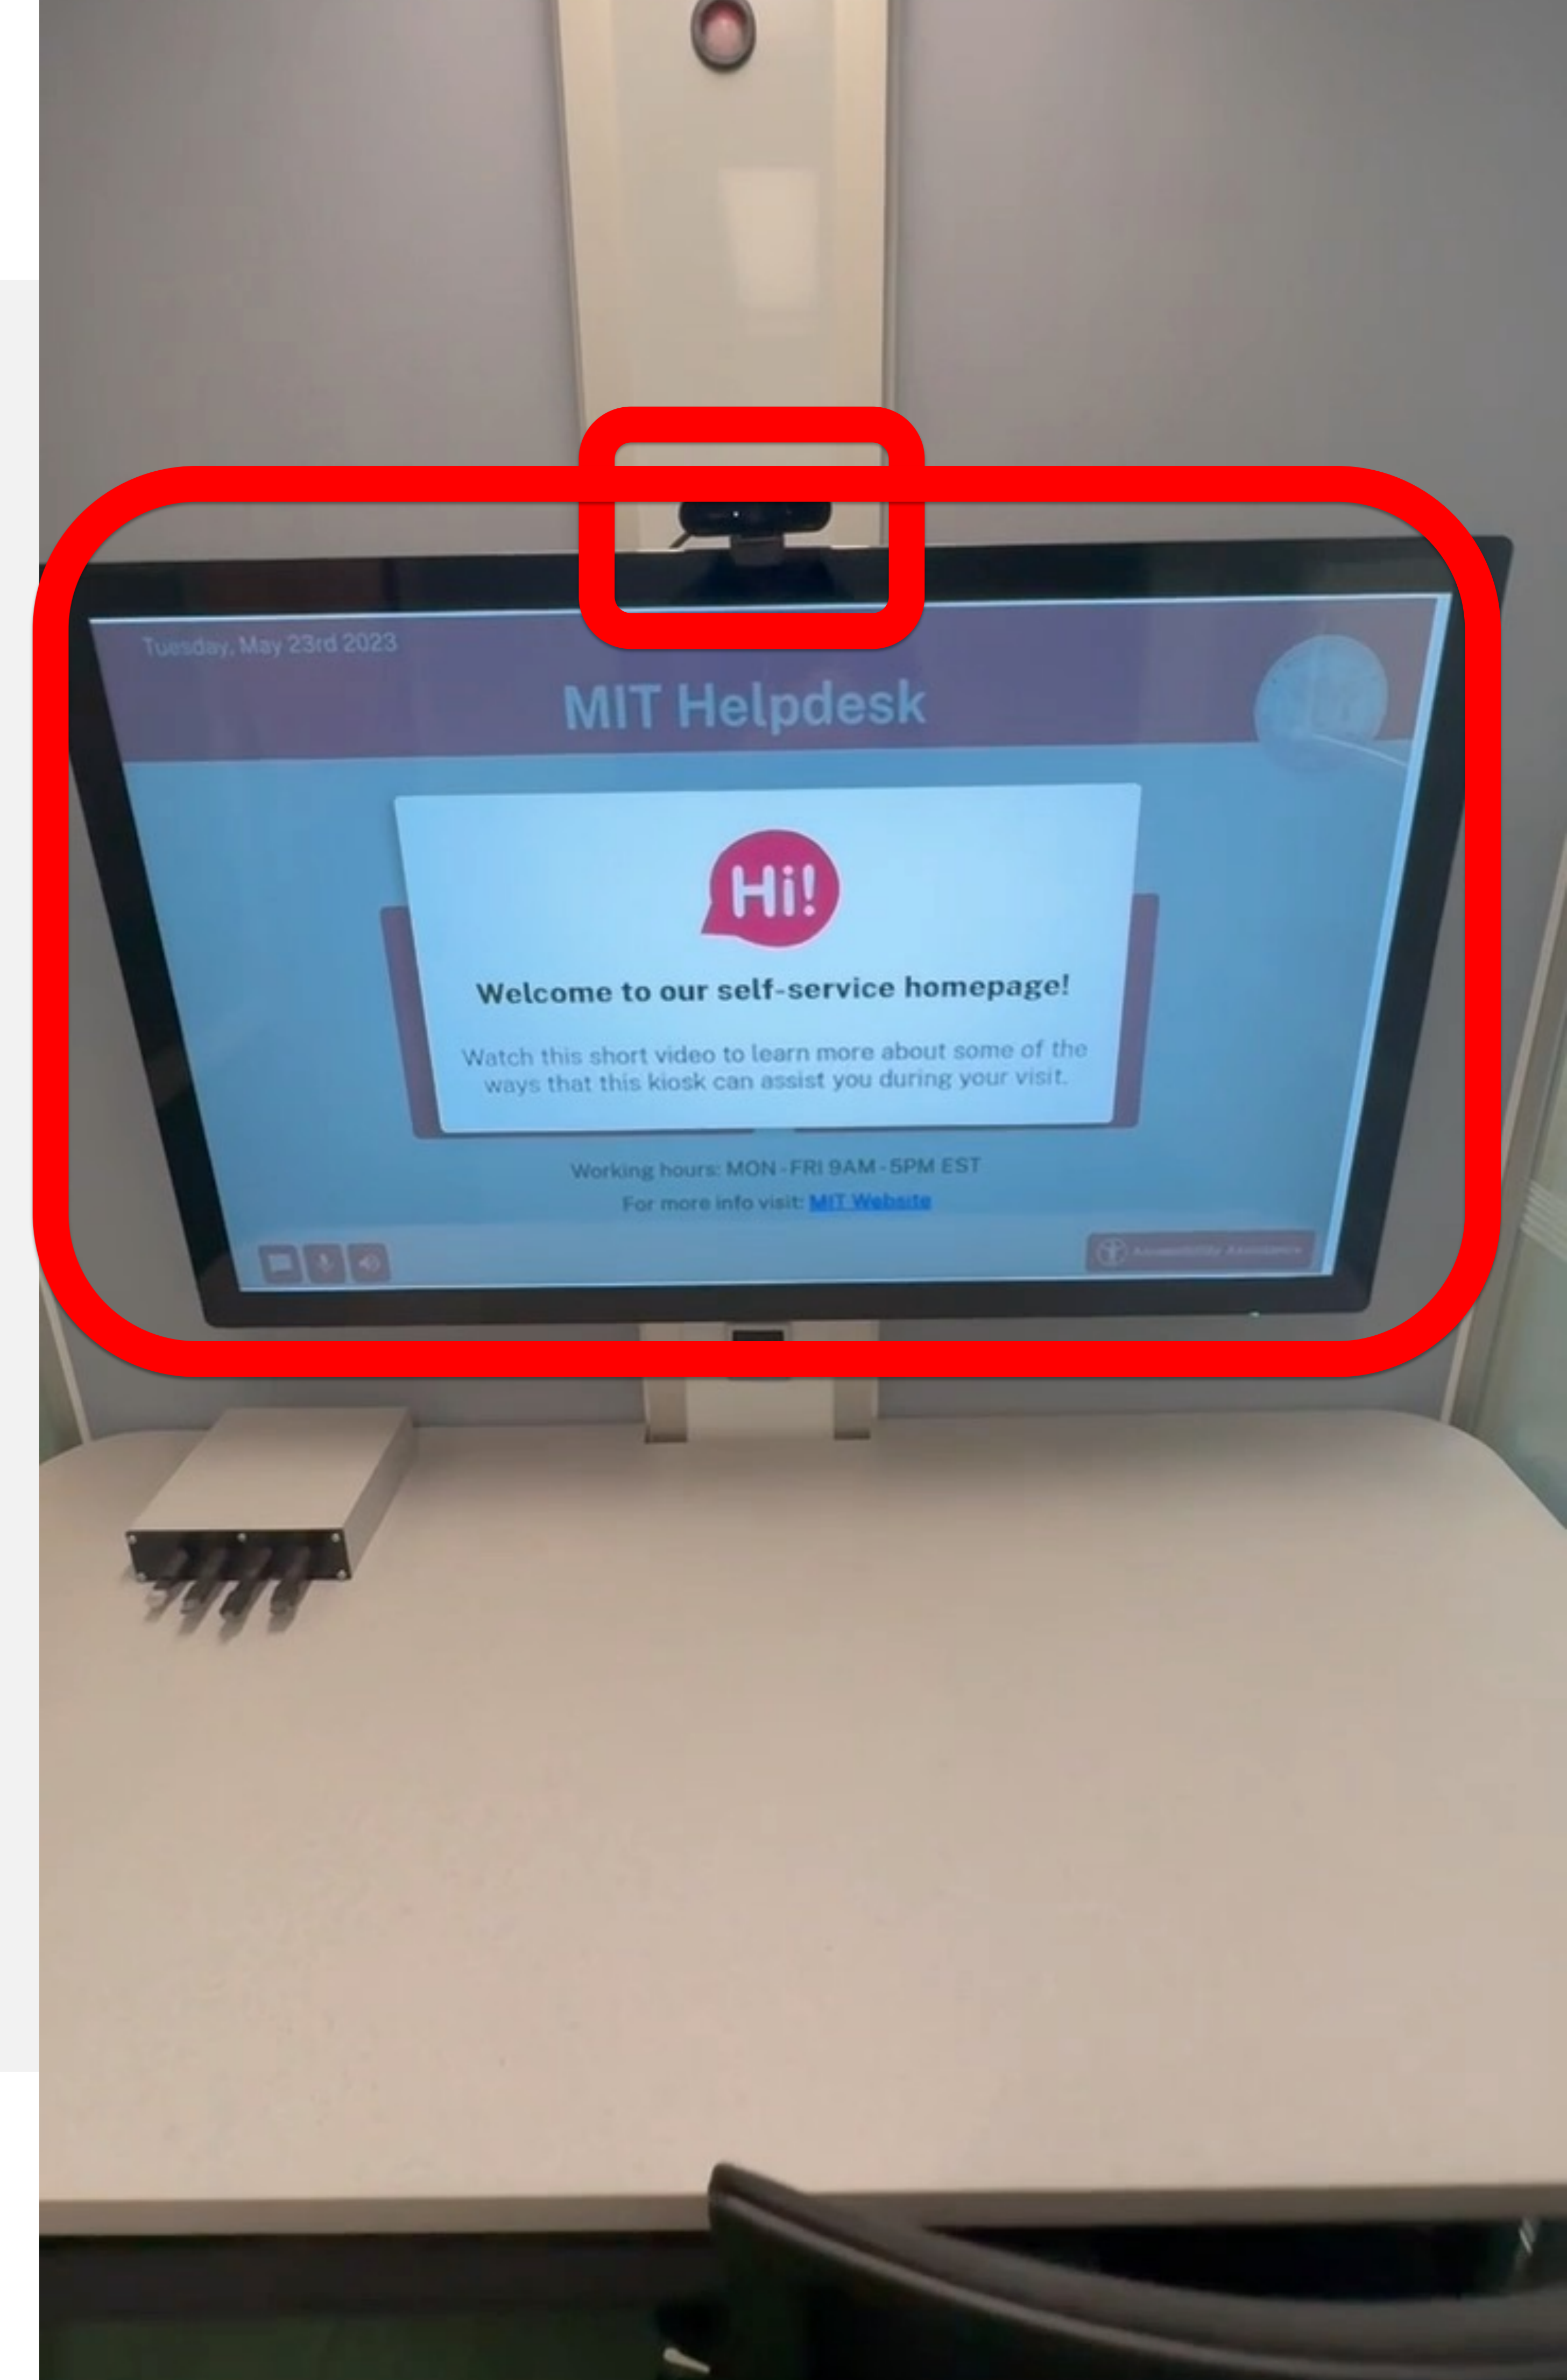 Tuesday, May 23rd 2023
MIT Helpdesk
Hi!
Welcome to our self-service homepage!
Watch this short video to learn more about some of the
ways that this kiosk can assist you during your visit.
Working hours: MON - FRI 9AM - 5PM EST
For more info visit: MIT Website
Accessibility Assistance